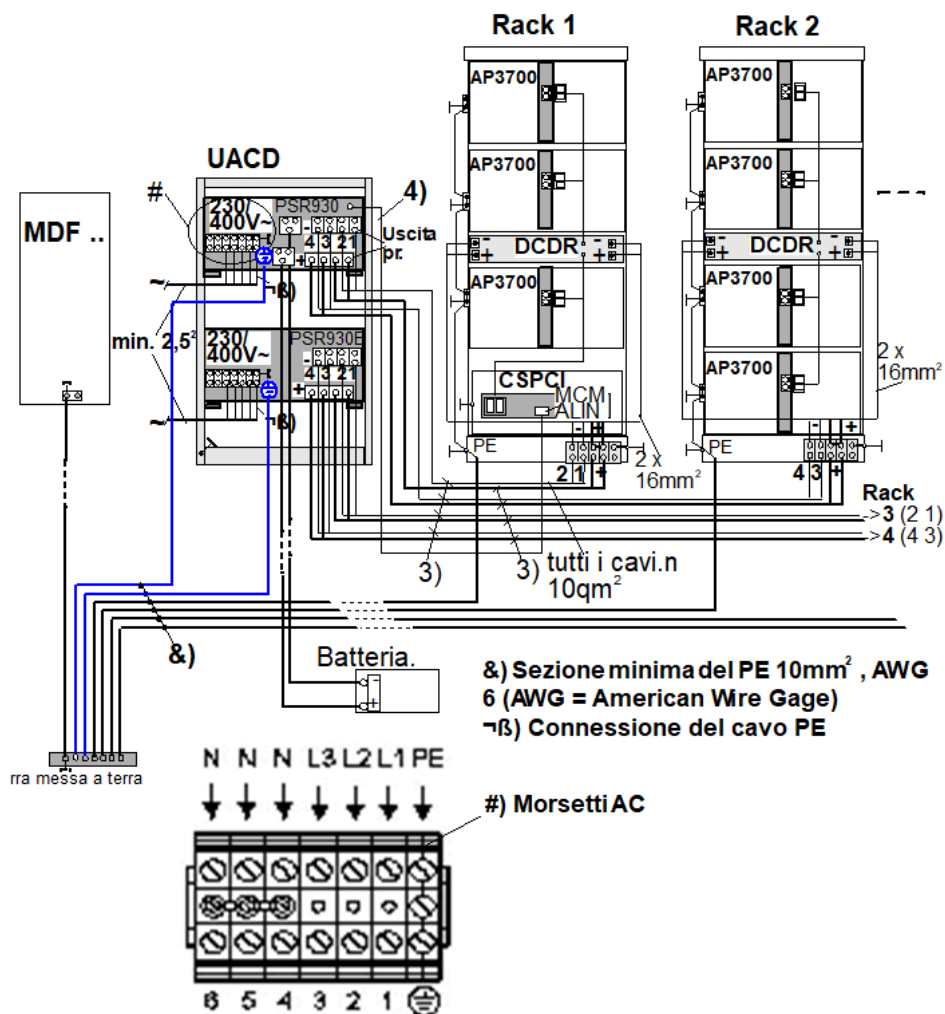 Rack 1
Rack 2
AP3700
AP3700
AP3700
AP3700
- DCDR -
+ +
- DCDR -
+ +
AP3700
AP3700
AP3700
CSPCI
MCM
ALIN
PE
- +
2 1 +
2 x
16mm²
PE
- +
4 3 +
2 x
16mm²
UACD
#
4)
MDF ..
230/
400V~
PSR930
-
4 3 21
+
Uscita
pr.
~
¬ß)
min. 2,5²
230/
400V~
PSR930E
-
4 3 21
+
~
¬ß)
Rack
->3 (2 1)
->4 (4 3)
3)
3)
tutti i cavi.n
10qm²
&)
Batteria.
-
+
&) Sezione minima del PE 10mm² , AWG
6 (AWG = American Wire Gage)
¬ß) Connessione del cavo PE
rra messa a terra
N N N L3 L2 L1 PE
#) Morsetti AC
6 5 4 3 2 1